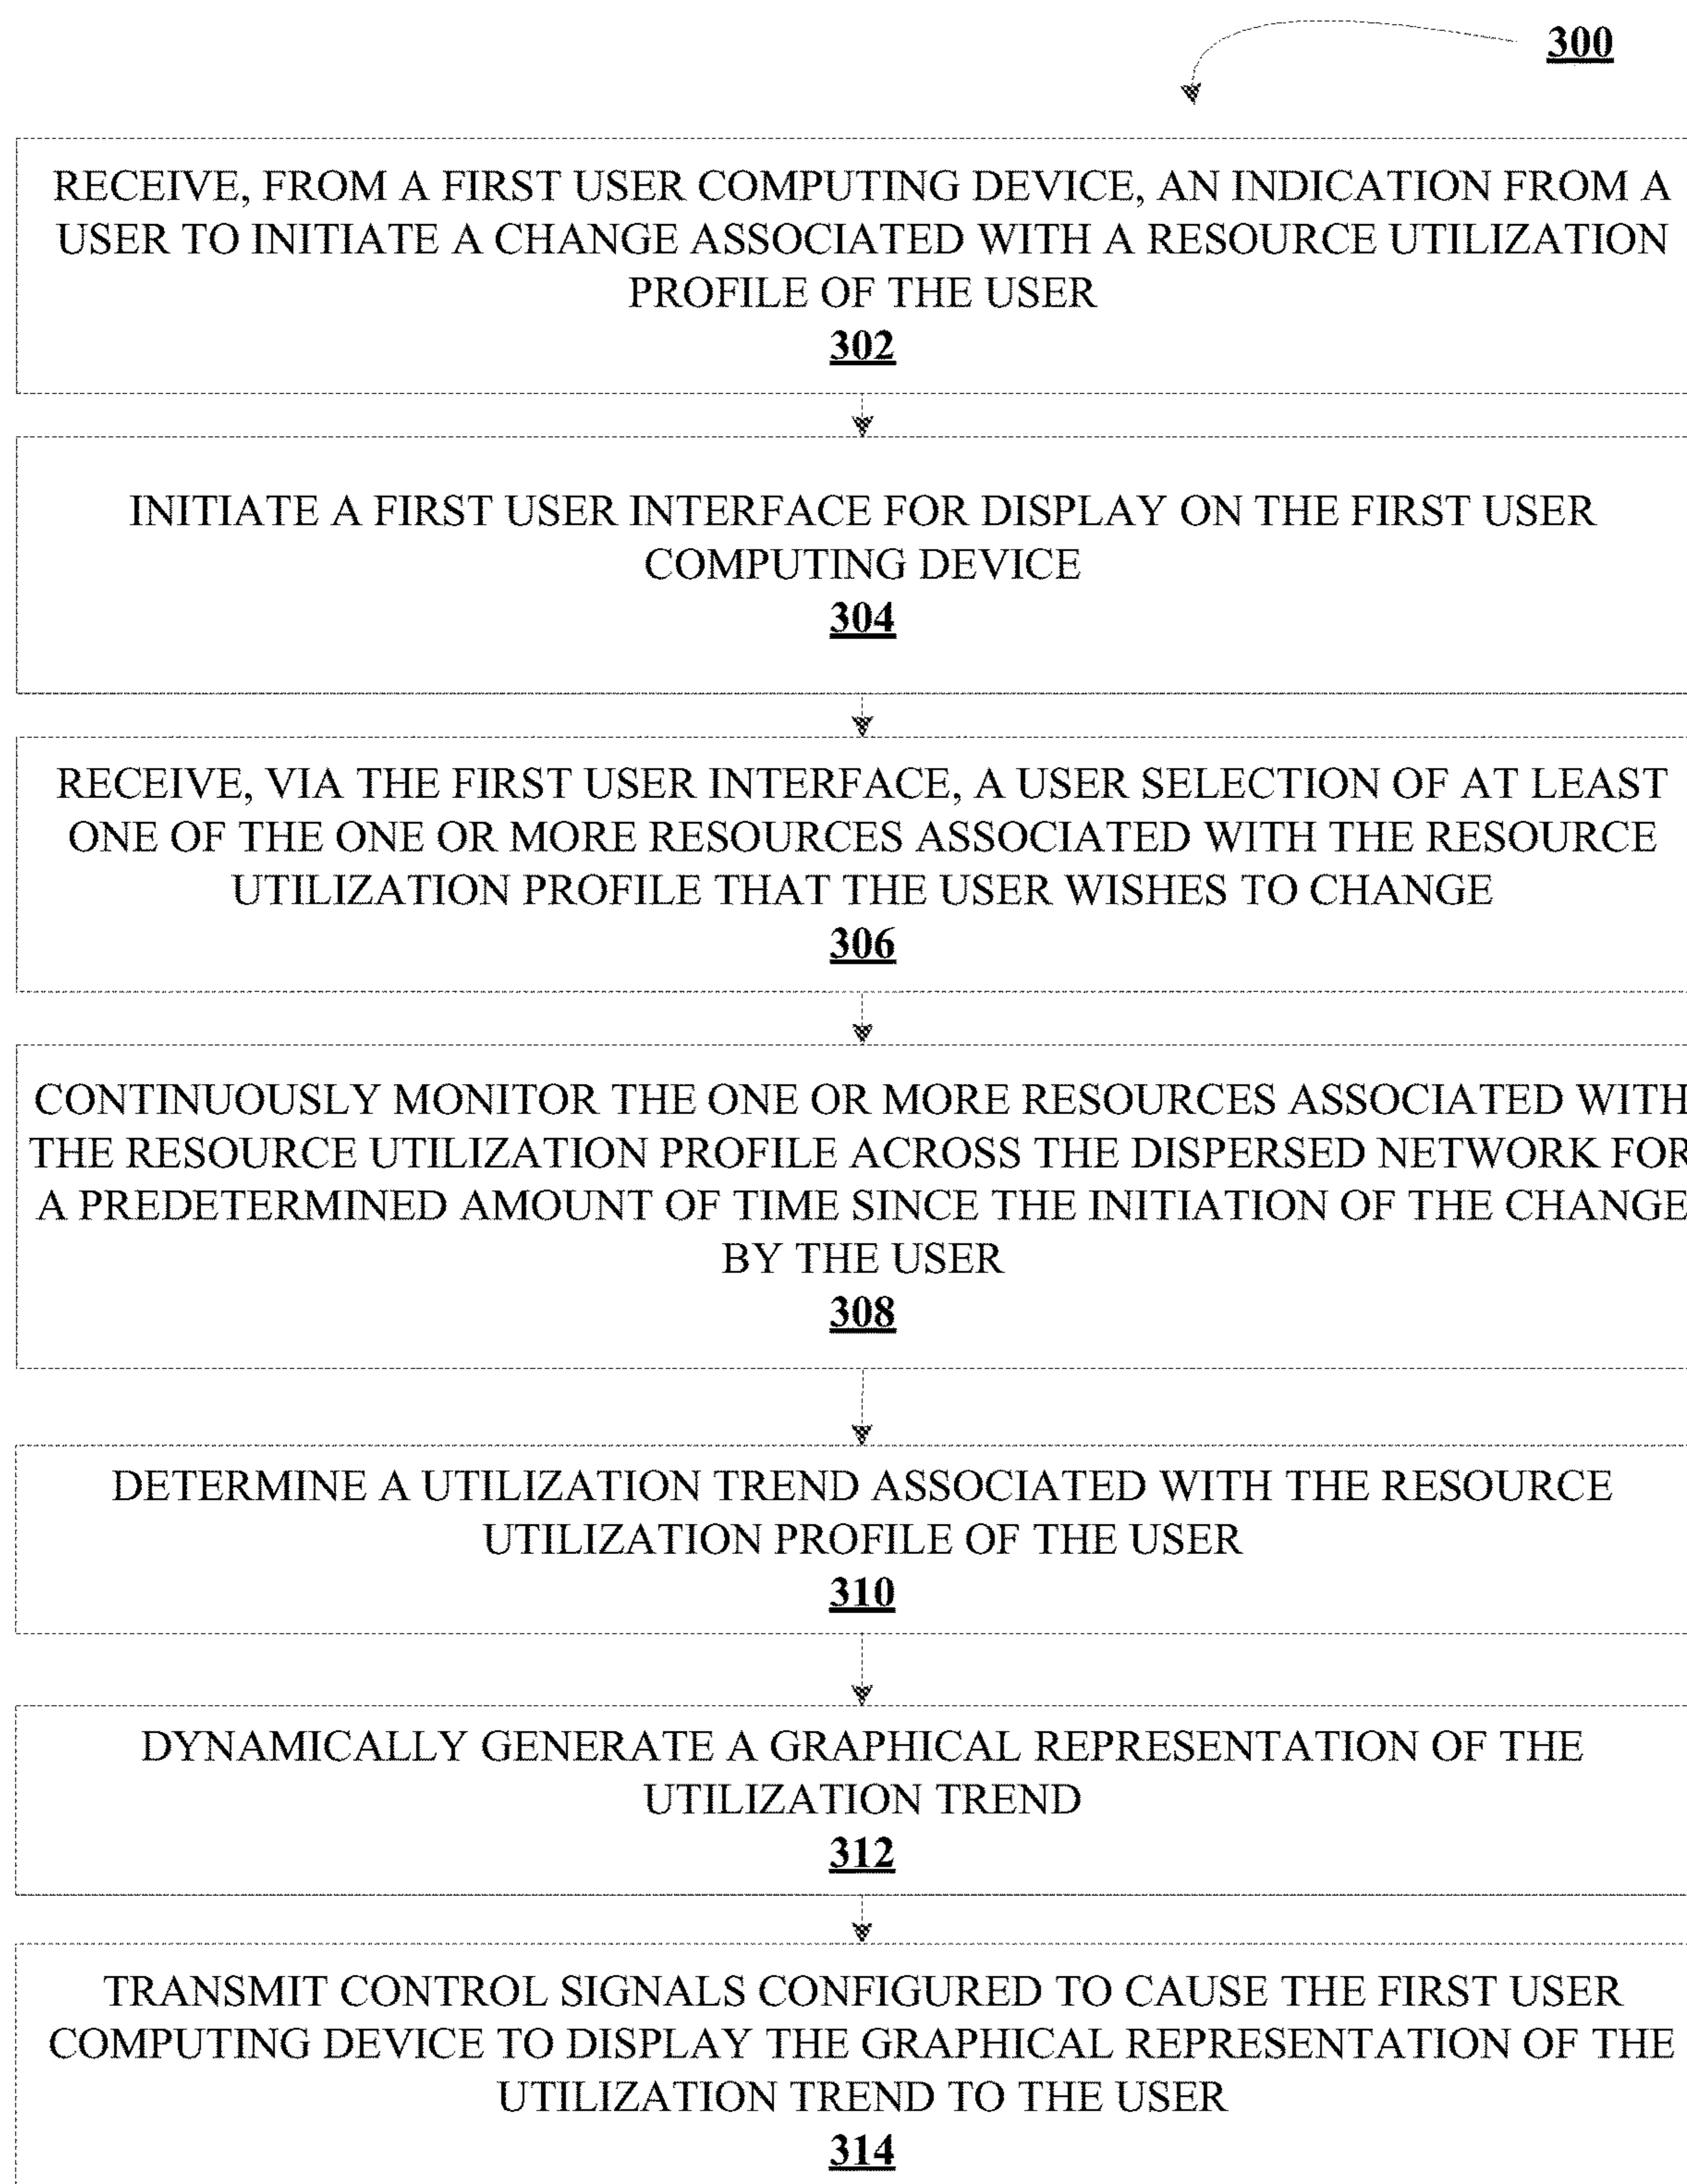 300
RECEIVE, FROM A FIRST USER COMPUTING DEVICE, AN INDICATION FROM A
USER TO INITIATE A CHANGE ASSOCIATED WITH A RESOURCE UTILIZATION
PROFILE OF THE USER
302
INITIATE A FIRST USER INTERFACE FOR DISPLAY ON THE FIRST USER
COMPUTING DEVICE
304
RECEIVE, VIA THE FIRST USER INTERFACE, A USER SELECTION OF AT LEAST
ONE OF THE ONE OR MORE RESOURCES ASSOCIATED WITH THE RESOURCE
UTILIZATION PROFILE THAT THE USER WISHES TO CHANGE
306
CONTINUOUSLY MONITOR THE ONE OR MORE RESOURCES ASSOCIATED WITH
THE RESOURCE UTILIZATION PROFILE ACROSS THE DISPERSED NETWORK FOR
A PREDETERMINED AMOUNT OF TIME SINCE THE INITIATION OF THE CHANGE
BY THE USER
308
DETERMINE A UTILIZATION TREND ASSOCIATED WITH THE RESOURCE
UTILIZATION PROFILE OF THE USER
310
DYNAMICALLY GENERATE A GRAPHICAL REPRESENTATION OF THE
UTILIZATION TREND
312
TRANSMIT CONTROL SIGNALS CONFIGURED TO CAUSE THE FIRST USER
COMPUTING DEVICE TO DISPLAY THE GRAPHICAL REPRESENTATION OF THE
UTILIZATION TREND TO THE USER
314